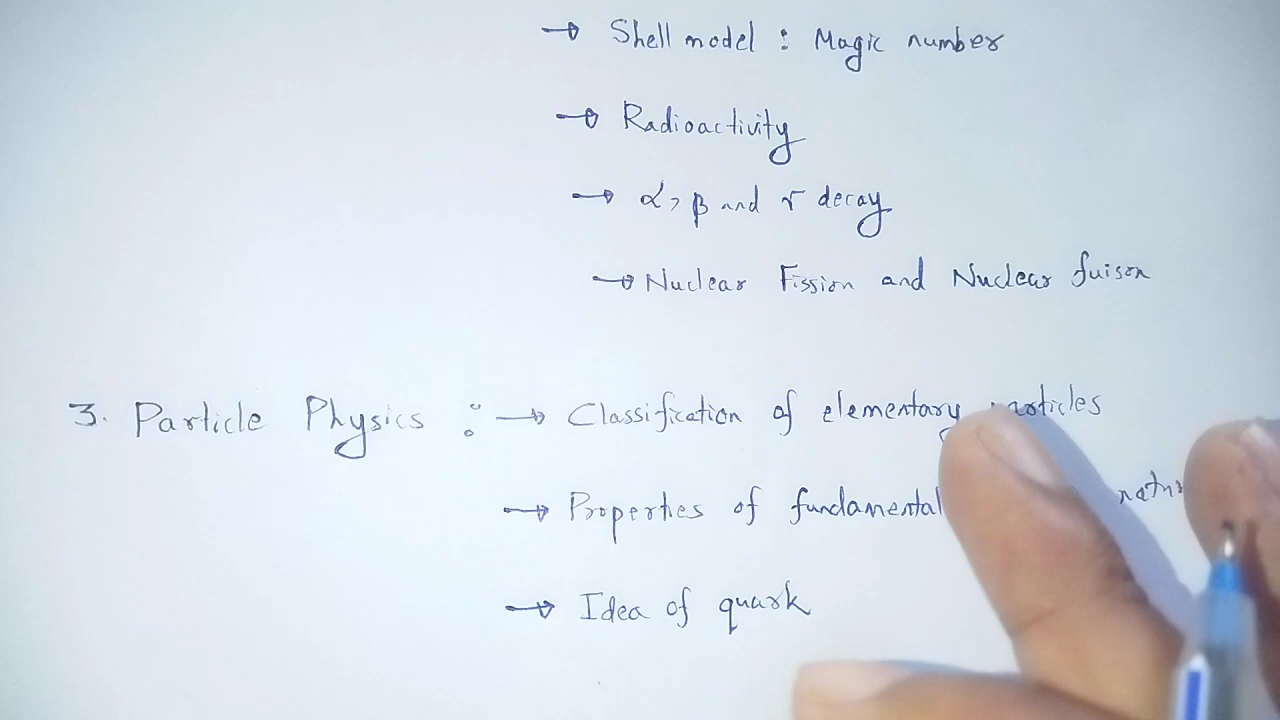 → Shell model : Magic number
→ Radioactivity
→ α, β and γ decay
→ Nuclear Fission and Nuclear fuison
3. Particle Physics : → Classification of elementary
→ Properties of fundamental
→ Idea of quark